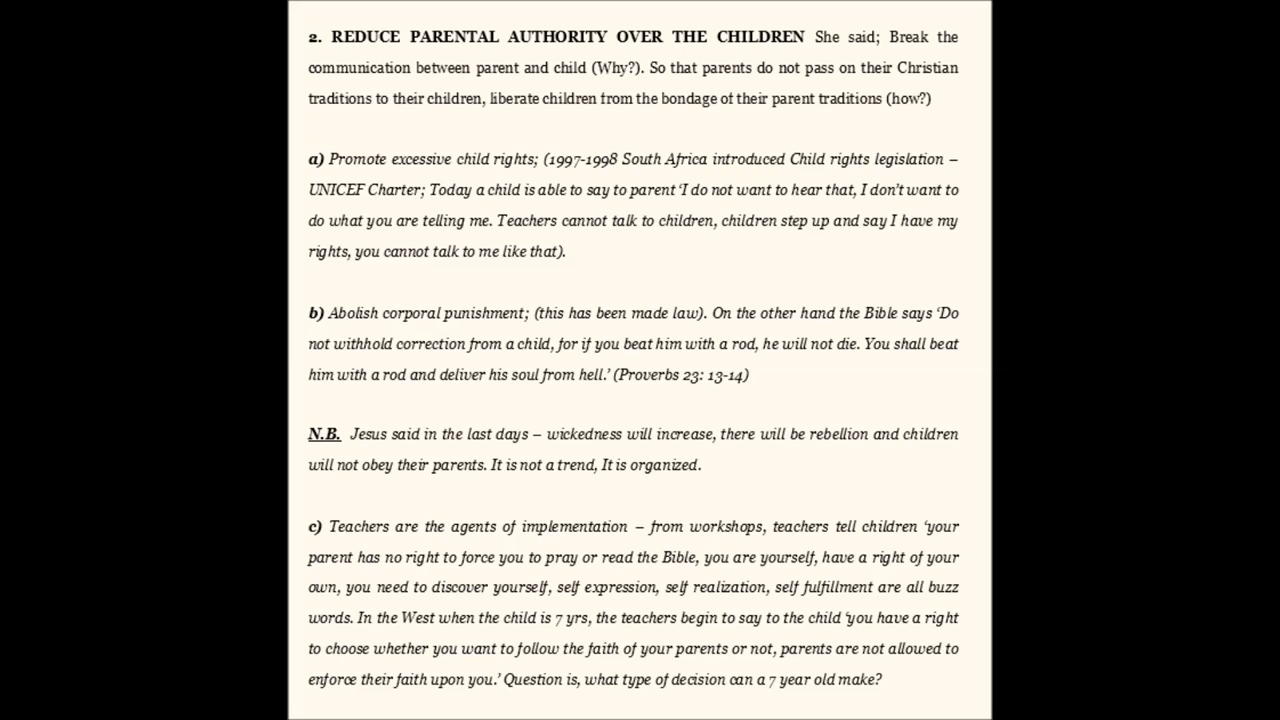 2. REDUCE PARENTAL AUTHORITY OVER THE CHILDREN She said; Break the
communication between parent and child (Why?). So that parents do not pass on their Christian
traditions to their children, liberate children from the bondage of their parent traditions (how?)
a) Promote excessive child rights; (1997-1998 South Africa introduced Child rights legislation –
UNICEF Charter; Today a child is able to say to parent ‘I do not want to hear that, I don’t want to
do what you are telling me. Teachers cannot talk to children, children step up and say I have my
rights, you cannot talk to me like that).
b) Abolish corporal punishment; (this has been made law). On the other hand the Bible says ‘Do
not withhold correction from a child, for if you beat him with a rod, he will not die. You shall beat
him with a rod and deliver his soul from hell.’ (Proverbs 23: 13-14)
N.B. Jesus said in the last days – wickedness will increase, there will be rebellion and children
will not obey their parents. It is not a trend, It is organized.
c) Teachers are the agents of implementation – from workshops, teachers tell children ‘your
parent has no right to force you to pray or read the Bible, you are yourself, have a right of your
own, you need to discover yourself, self expression, self realization, self fulfillment are all buzz
words. In the West when the child is 7 yrs, the teachers begin to say to the child ‘you have a right
to choose whether you want to follow the faith of your parents or not, parents are not allowed to
enforce their faith upon you.’ Question is, what type of decision can a 7 year old make?